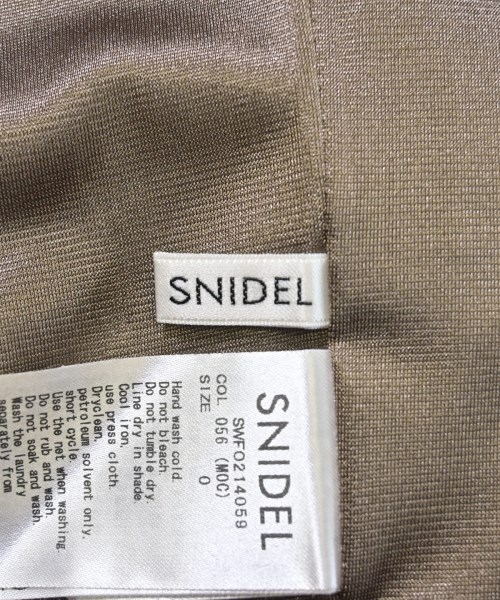 SNIDEL
SNIDEL
SWFO214059
COL 056 (MOC)
SIZE 0
Hand wash cold.
Do not bleach.
Do not tumble dry.
Line dry in shade.
Cool iron.
use press cloth
Dryclean,
petroleum solvent only.
short cycle.
Use the net when washing.
Do not rub and wash.
Do not soak and wash.
Wash the laundry
separately from